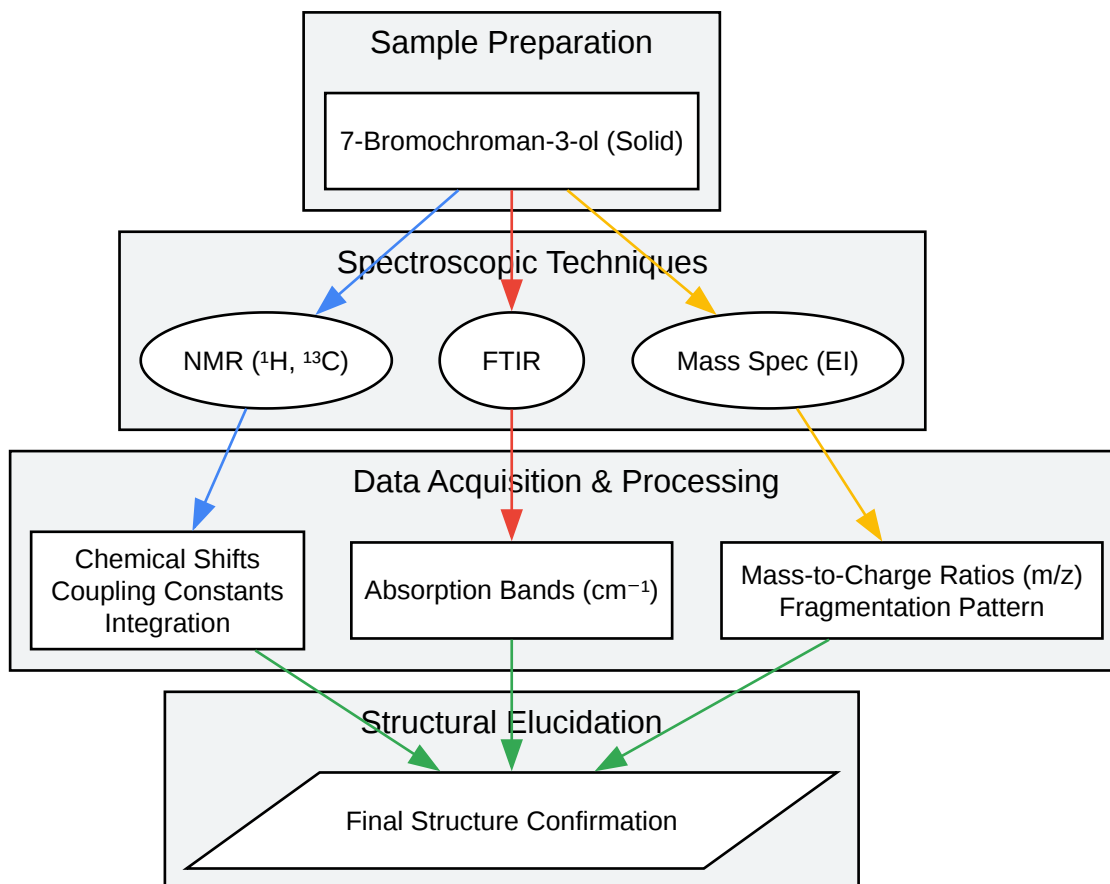 Sample Preparation
7-Bromochroman-3-ol (Solid)
Spectroscopic Techniques
NMR (¹H, ¹³C)
FTIR
Mass Spec (EI)
Data Acquisition & Processing
Chemical Shifts
Coupling Constants
Integration
Absorption Bands (cm⁻¹)
Mass-to-Charge Ratios (m/z)
Fragmentation Pattern
Structural Elucidation
Final Structure Confirmation